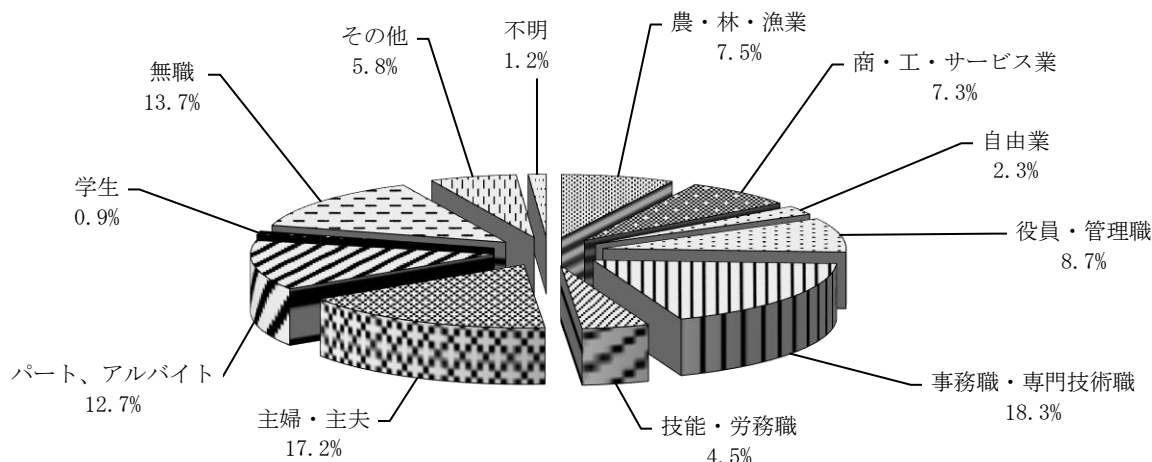 農・林・漁業
7.5%
商・工・サービス業
7.3%
自由業
2.3%
役員・管理職
8.7%
事務職・専門技術職
18.3%
技能・労務職
4.5%
主婦・主夫
17.2%
パート、アルバイト
12.7%
学生
0.9%
無職
13.7%
その他
5.8%
不明
1.2%